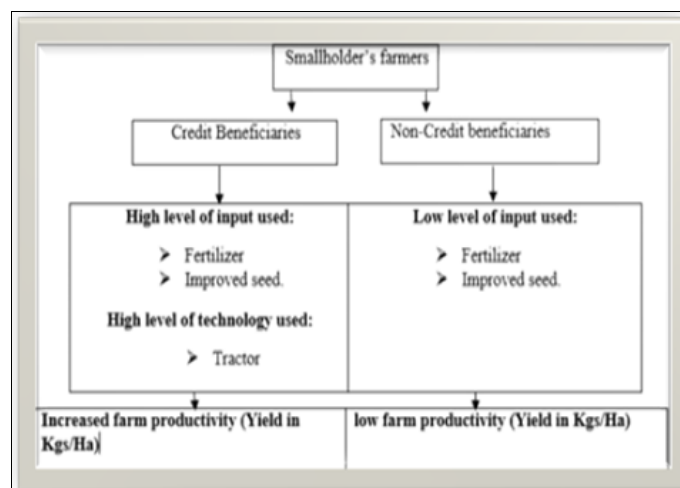 Smallholder's farmers
Credit Beneficiaries
Non-Credit beneficiaries
High level of input used:
Fertilizer
Improved seed.
High level of technology used:
Tractor
Low level of input used:
Fertilizer
Improved seed.
Increased farm productivity (Yield in
Kgs/Ha)
low farm productivity (Yield in Kgs/Ha)